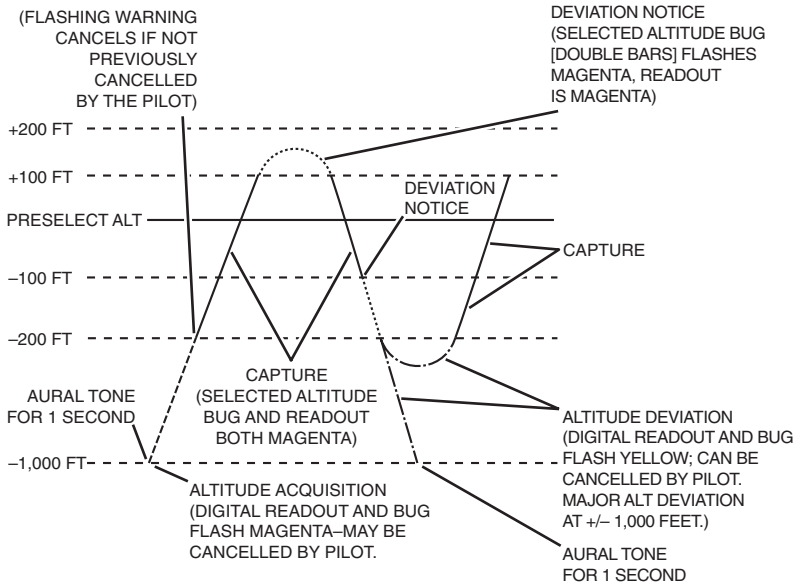 (FLASHING WARNING
CANCELS IF NOT
PREVIOUSLY
CANCELLED
BY THE PILOT)
DEVIATION NOTICE
(SELECTED ALTITUDE BUG
[DOUBLE BARS] FLASHES
MAGENTA, READOUT
IS MAGENTA)
+200 FT
+100 FT
DEVIATION
NOTICE
PRESELECT ALT
CAPTURE
–100 FT
–200 FT
CAPTURE
(SELECTED ALTITUDE
BUG AND READOUT
BOTH MAGENTA)
AURAL TONE
FOR 1 SECOND
ALTITUDE DEVIATION
(DIGITAL READOUT AND BUG
FLASH YELLOW; CAN BE
CANCELLED BY PILOT.
MAJOR ALT DEVIATION
AT +/– 1,000 FEET.)
–1,000 FT
ALTITUDE ACQUISITION
(DIGITAL READOUT AND BUG
FLASH MAGENTA–MAY BE
CANCELLED BY PILOT.
AURAL TONE
FOR 1 SECOND